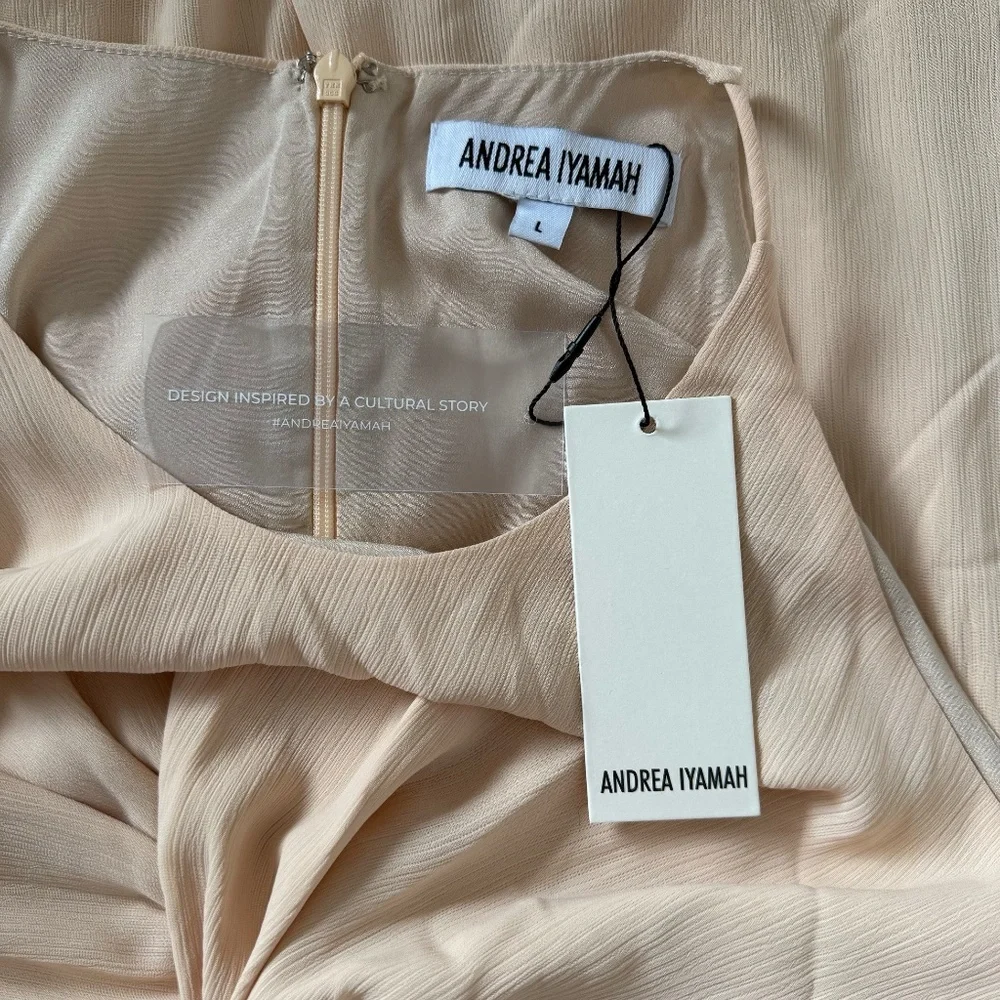 ANDREA IYAMAH
L
DESIGN INSPIRED BY A CULTURAL STORY
#ANDREAIYAMAH
ANDREA IYAMAH